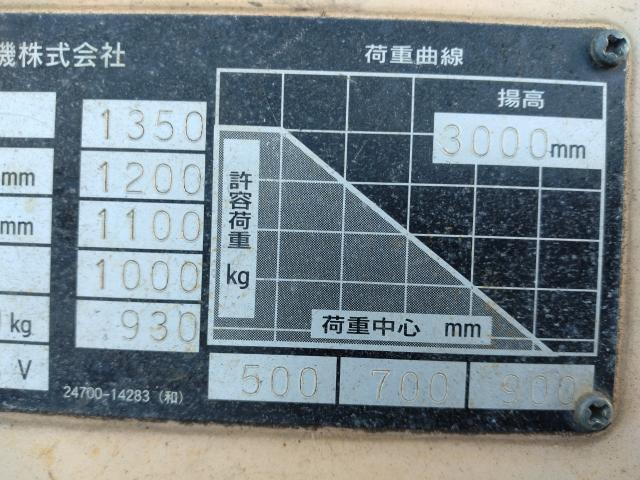 機株式会社
荷重曲線
揚高
3000mm
1350
1200
1100
1000
930
mm
mm
kg
V
許容荷重
kg
荷重中心 mm
500 700 900
24700-14283 (和)